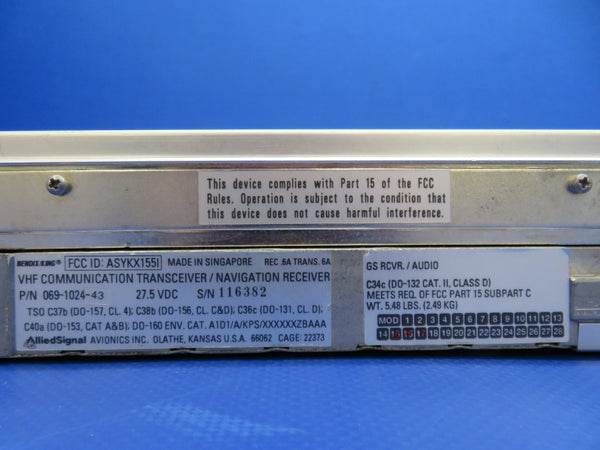 This device complies with Part 15 of the FCC
Rules. Operation is subject to the condition that
this device does not cause harmful interference.
BENDIX/KING FCC ID: ASYKX155I MADE IN SINGAPORE REC .6A TRANS. 6A
VHF COMMUNICATION TRANSCEIVER / NAVIGATION RECEIVER
P/N 069-1024-43 27.5 VDC S/N 116382
TSO C37b (DO-157, CL. 4); C38b (DO-156, CL. C&D); C36c (DO-131, CL. D);
C40a (DO-153, CAT A&B); DO-160 ENV. CAT. A1D1/A/KPS/XXXXXXZBAAA
AlliedSignal AVIONICS INC. OLATHE, KANSAS U.S.A. 66062 CAGE: 22373
GS RCVR. / AUDIO
C34c (DO-132 CAT. II, CLASS D)
MEETS REQ. OF FCC PART 15 SUBPART C
WT. 5.48 LBS. (2.49 KG)
MOD 1 2 3 4 5 6 7 8 9 10 11 12 13
14 15 16 17 18 19 20 21 22 23 24 25 26 27 28